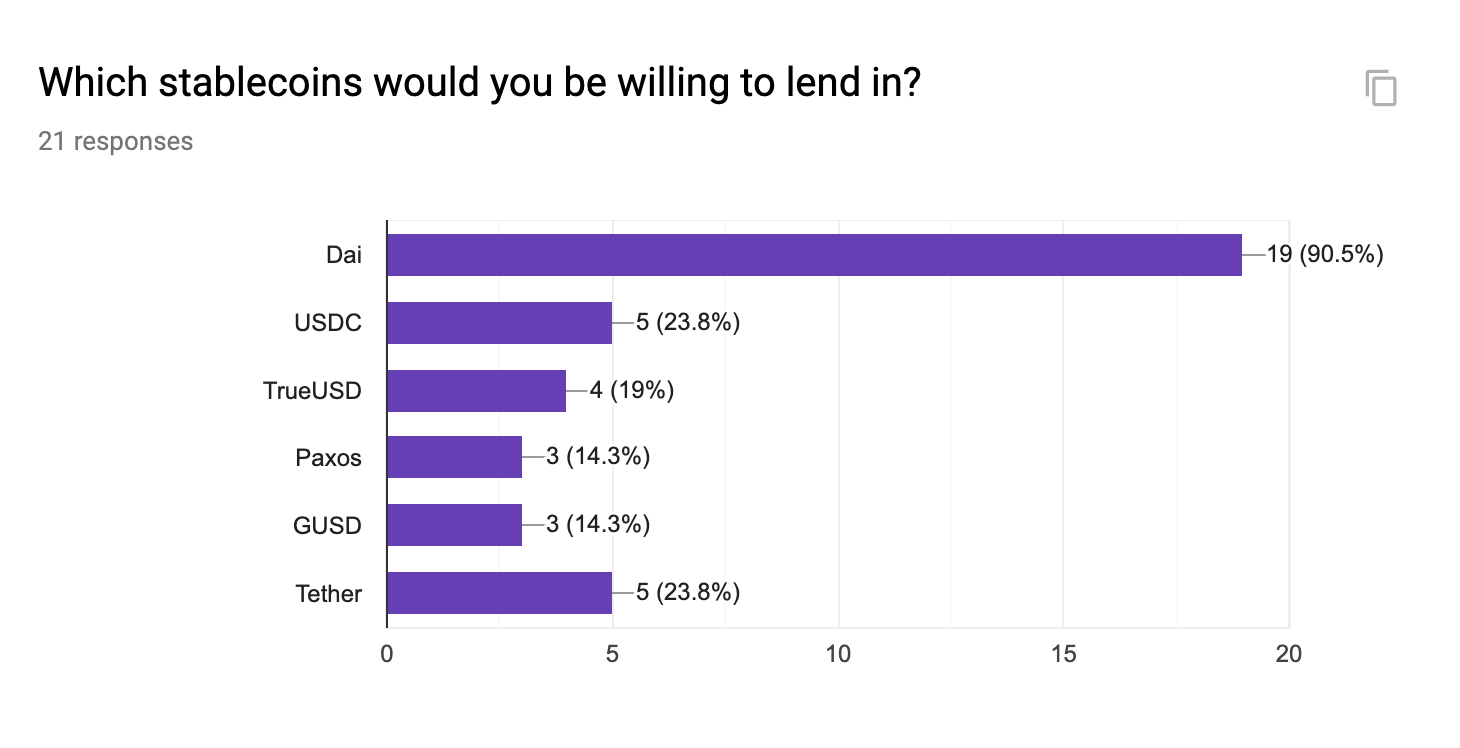 Which stablecoins would you be willing to lend in?
21 responses
Dai 19 (90.5%)
USDC 5 (23.8%)
TrueUSD 4 (19%)
Paxos 3 (14.3%)
GUSD 3 (14.3%)
Tether 5 (23.8%)
0 5 10 15 20